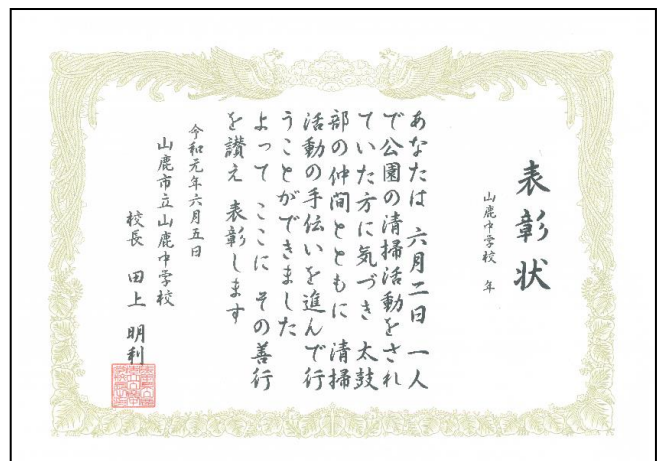 表彰状
山鹿中学校 年
あなたは 六月二日 一人
で公園の清掃活動をされ
ていた方に気づき 太鼓
部の仲間とともに 清掃
活動の手伝いを進んで行
うことができました
よって ここに その善行
を讃え 表彰します
令和元年六月五日
山鹿市立山鹿中学校
校長 田上 明利